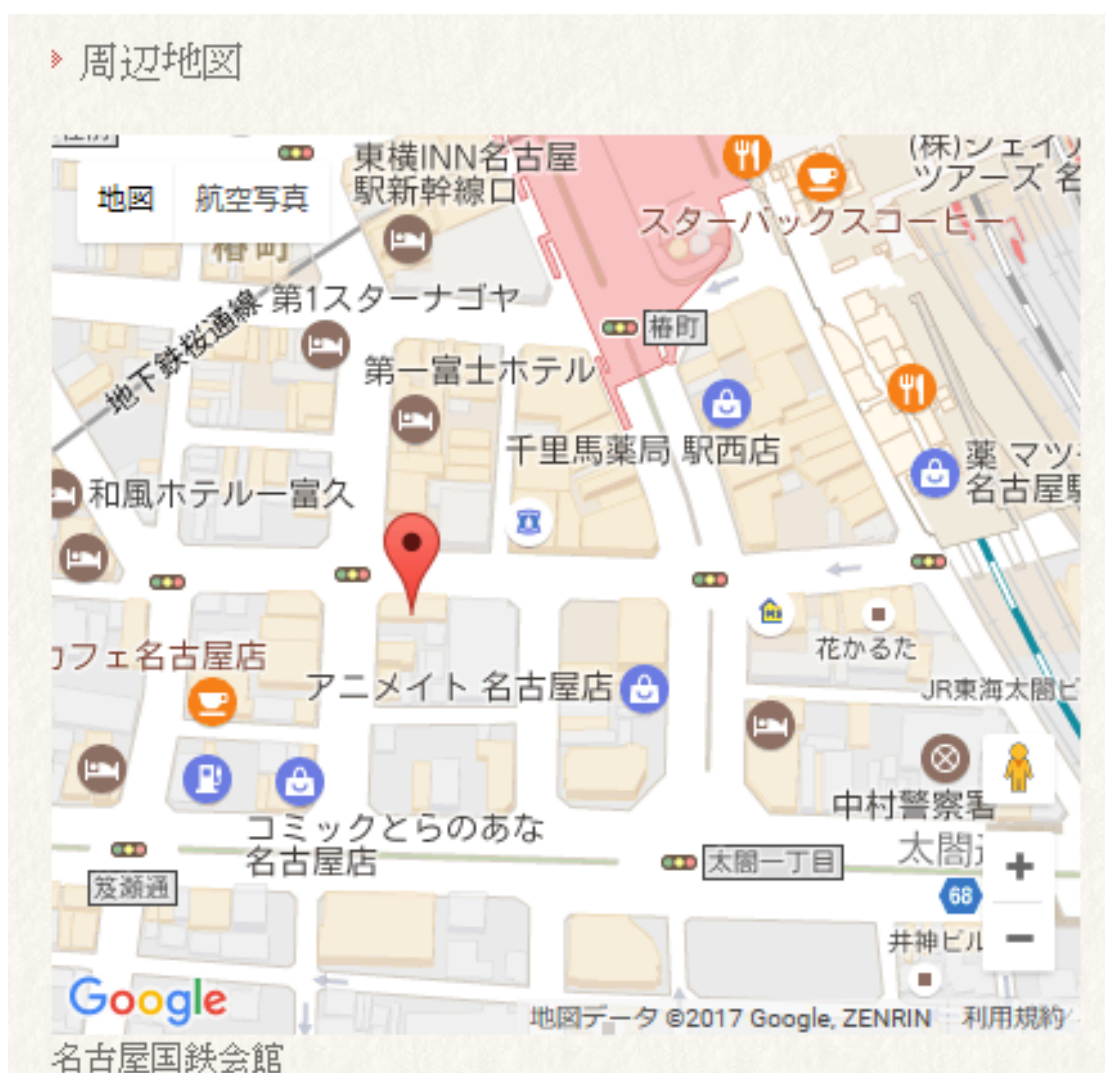 周辺地図
東横INN名古屋
駅新幹線口
(株)ジェイ
ツアーズ 名
地図 航空写真
スターバックスコーヒー
椿町
第1スターナゴヤ
地下鉄桜通線
椿町
第一富士ホテル
千里馬薬局 駅西店
薬 マツ
名古屋駅
和風ホテル一富久
カフェ名古屋店
花かるた
アニメイト 名古屋店
JR東海太閤ビ
中村警察署
コミックとらのあな
名古屋店
太閤一丁目
太閤通
笈瀬通
68
井神ビル
Google
地図データ ©2017 Google, ZENRIN 利用規約
名古屋国鉄会館